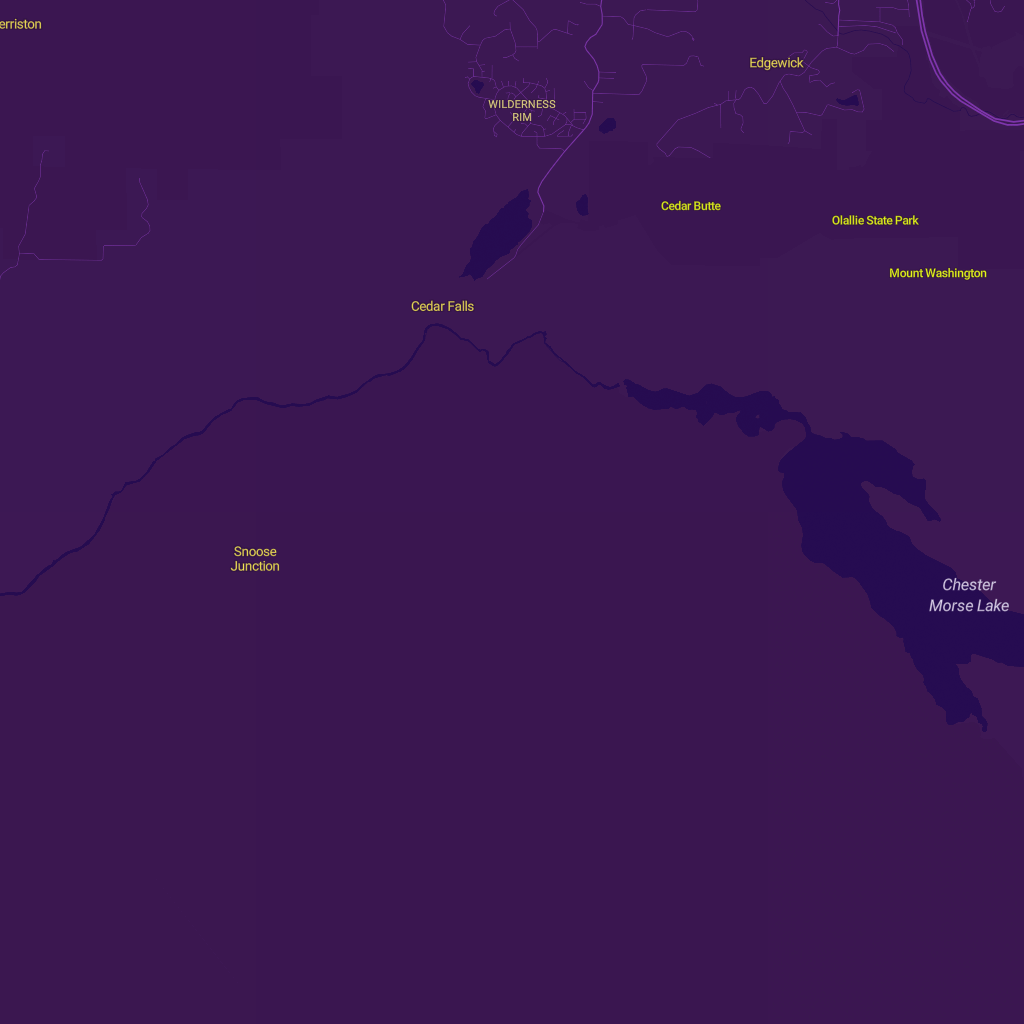 erriston
Edgewick
WILDERNESS
RIM
Cedar Butte
Olallie State Park
Mount Washington
Cedar Falls
Snoose
Junction
Chester
Morse Lake